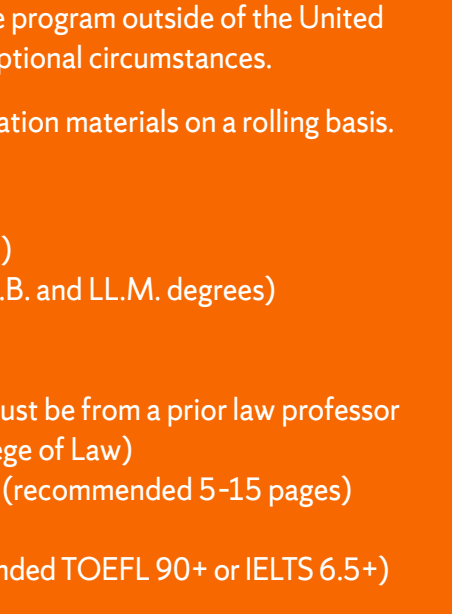 e program outside of the United
ptional circumstances.
ation materials on a rolling basis.
)
.B. and LL.M. degrees)
ust be from a prior law professor
ege of Law)
(recommended 5-15 pages)
nded TOEFL 90+ or IELTS 6.5+)